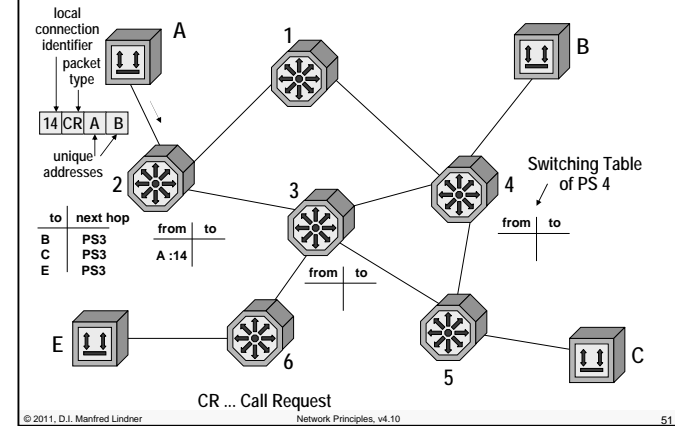 local
connection
identifier
packet
type
A
1
B
14 CR A B
unique
addresses
2
3
4
Switching Table
of PS 4
to next hop
B PS3
C PS3
E PS3
from to
A :14
from to
from to
E
6
5
C
CR ... Call Request
© 2011, D.I. Manfred Lindner
Network Principles, v4.10
51